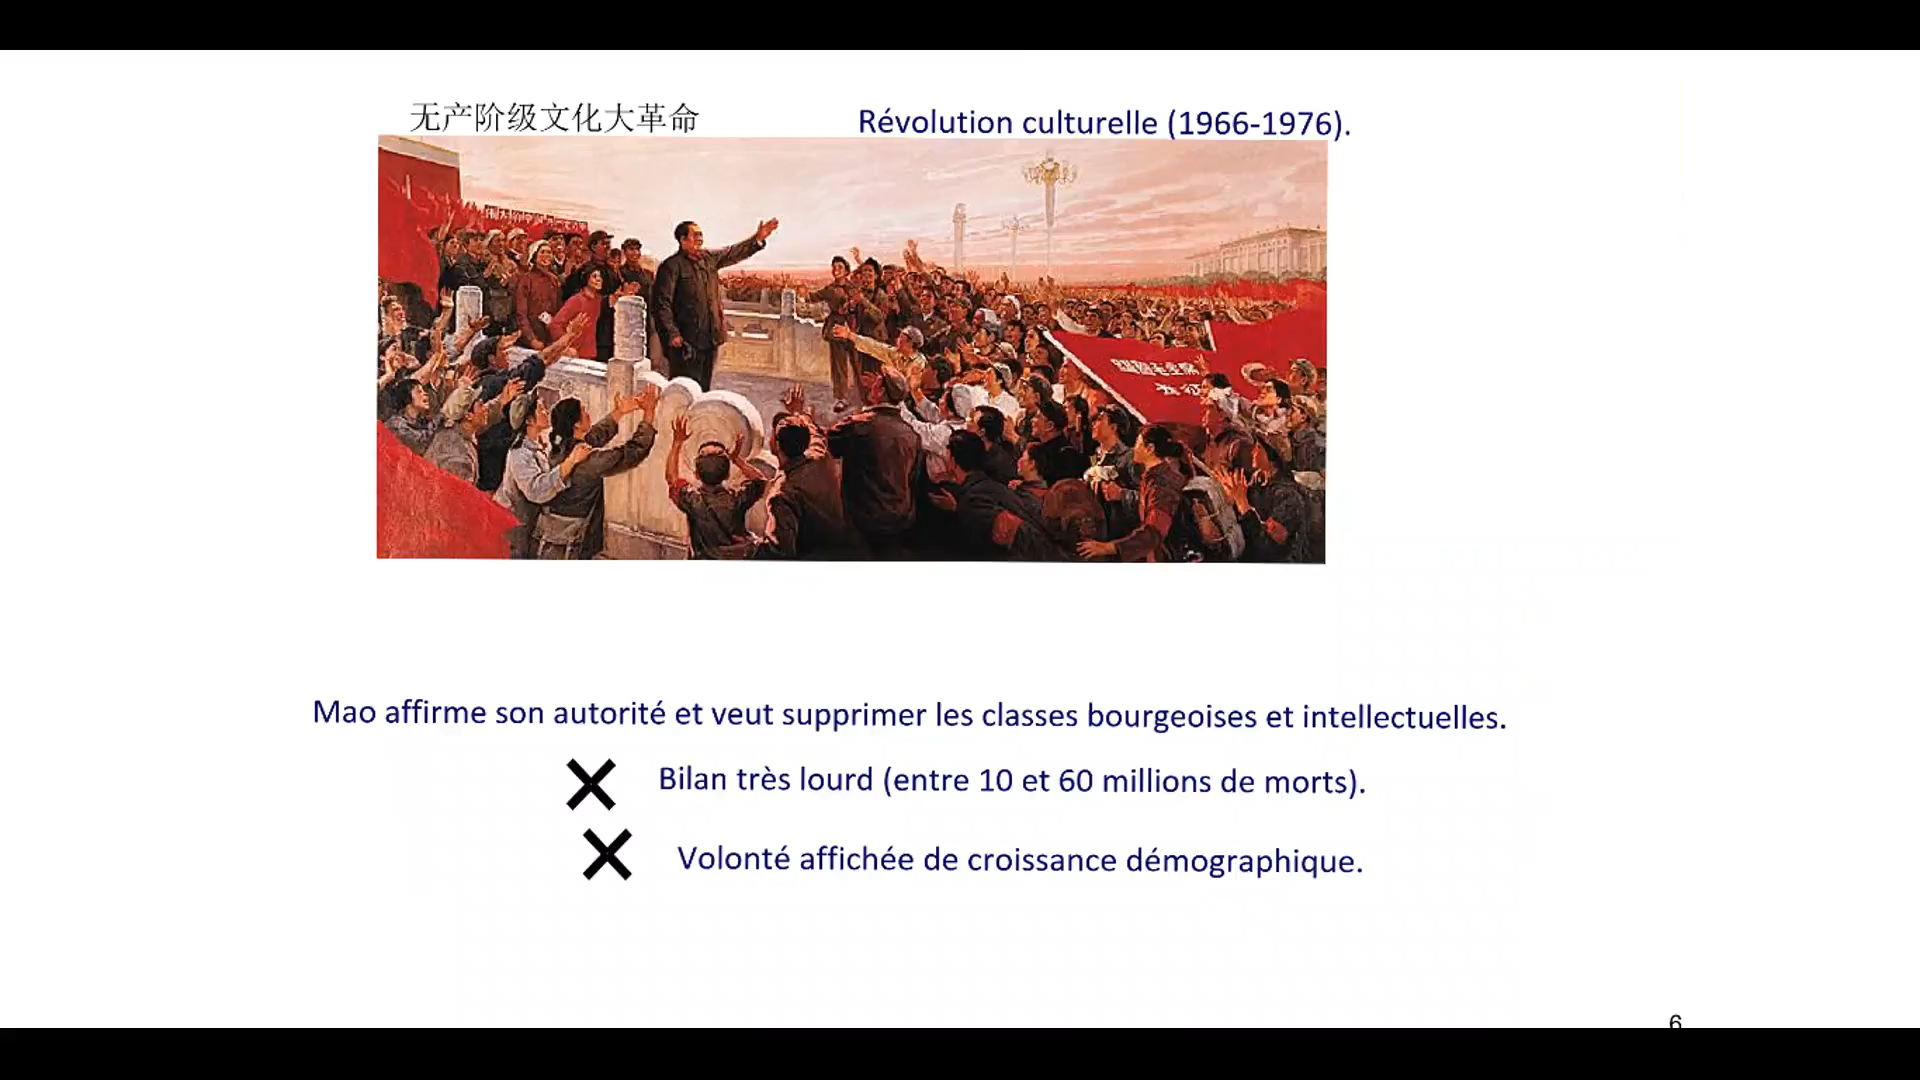 无产阶级文化大革命
Révolution culturelle (1966-1976).
Mao affirme son autorité et veut supprimer les classes bourgeoises et intellectuelles.
Bilan très lourd (entre 10 et 60 millions de morts).
Volonté affichée de croissance démographique.
6